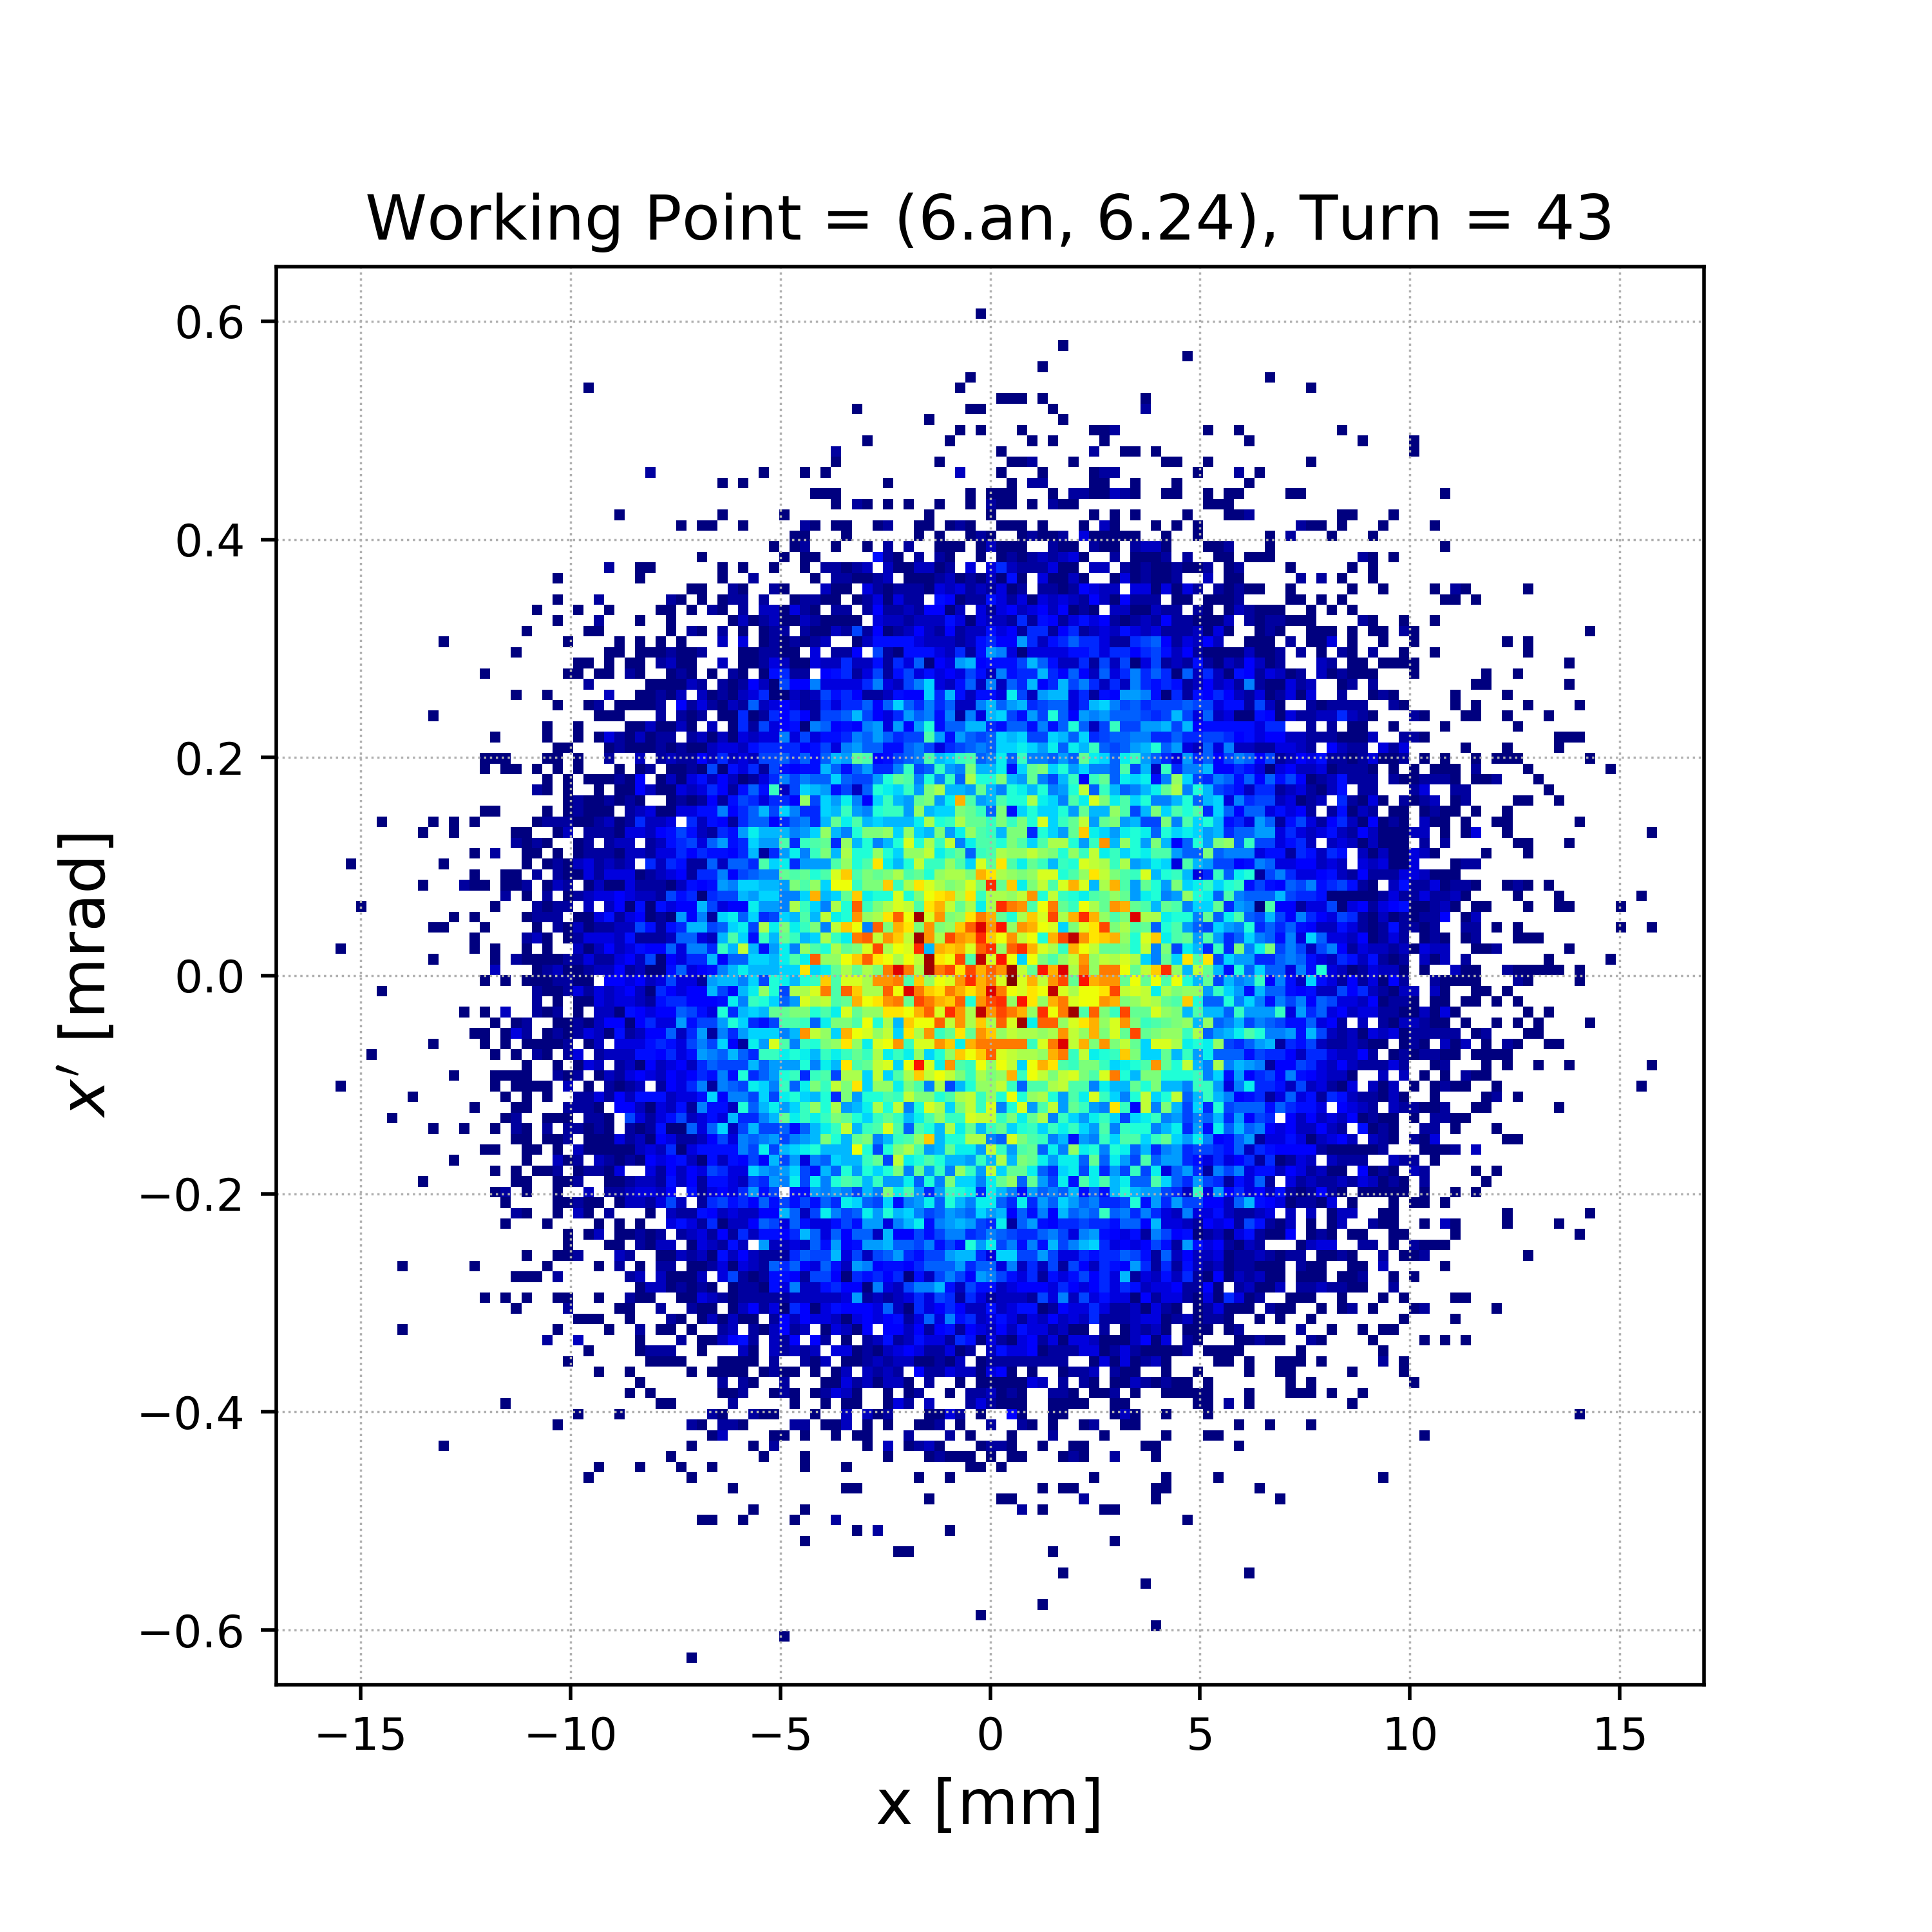 Working Point = (6.an, 6.24), Turn = 43
0.6
0.4
0.2
0.0
−0.2
−0.4
−0.6
x′ [mrad]
−15 −10 −5 0 5 10 15
x [mm]